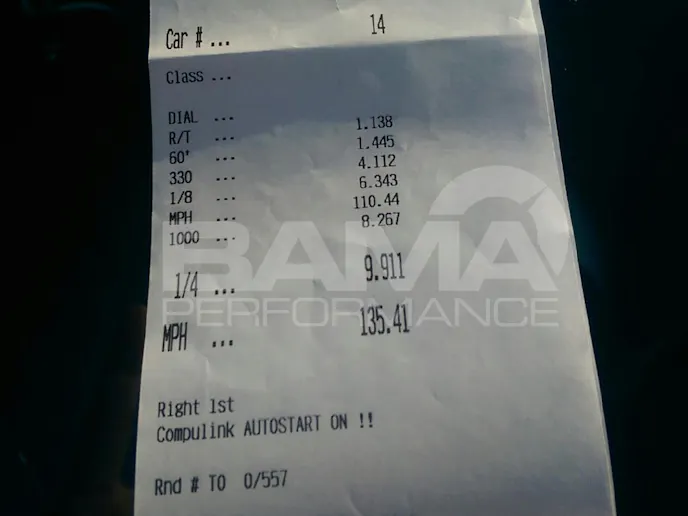 Car # ... 14
Class ...
DIAL ...
R/T ... 1.138
60' ... 1.445
330 ... 4.112
1/8 ... 6.343
MPH ... 110.44
1000 ... 8.267
1/4 ... 9.911
MPH ... 135.41
Right 1st
Compulink AUTOSTART ON !!
Rnd # TO 0/557
BAMA
PERFORMANCE